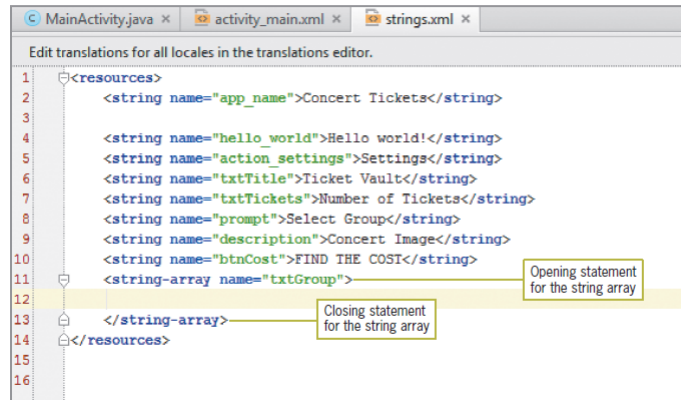 MainActivity.java × activity_main.xml × strings.xml ×
Edit translations for all locales in the translations editor.
1 <resources>
2 <string name="app_name">Concert Tickets</string>
3
4 <string name="hello_world">Hello world!</string>
5 <string name="action_settings">Settings</string>
6 <string name="txtTitle">Ticket Vault</string>
7 <string name="txtTickets">Number of Tickets</string>
8 <string name="prompt">Select Group</string>
9 <string name="description">Concert Image</string>
10 <string name="btnCost">FIND THE COST</string>
11 <string-array name="txtGroup">
Opening statement
for the string array
12
13 </string-array>
Closing statement
for the string array
14 </resources>
15
16